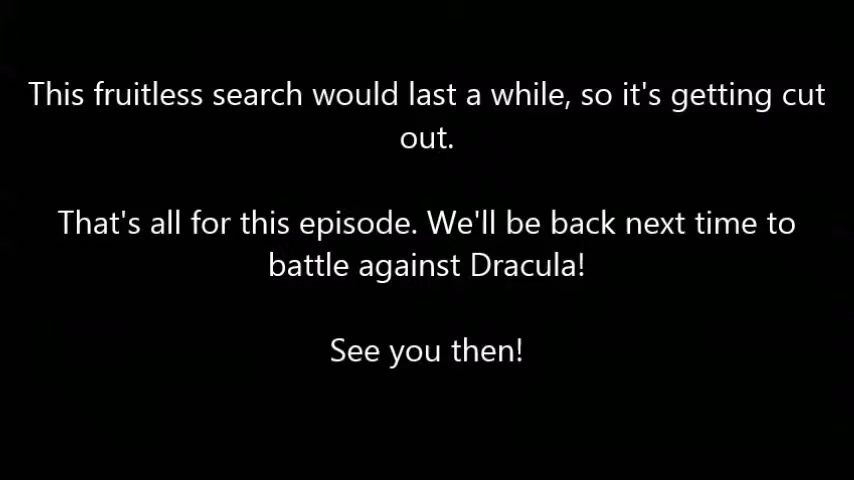 This fruitless search would last a while, so it's getting cut
out.
That's all for this episode. We'll be back next time to
battle against Dracula!
See you then!